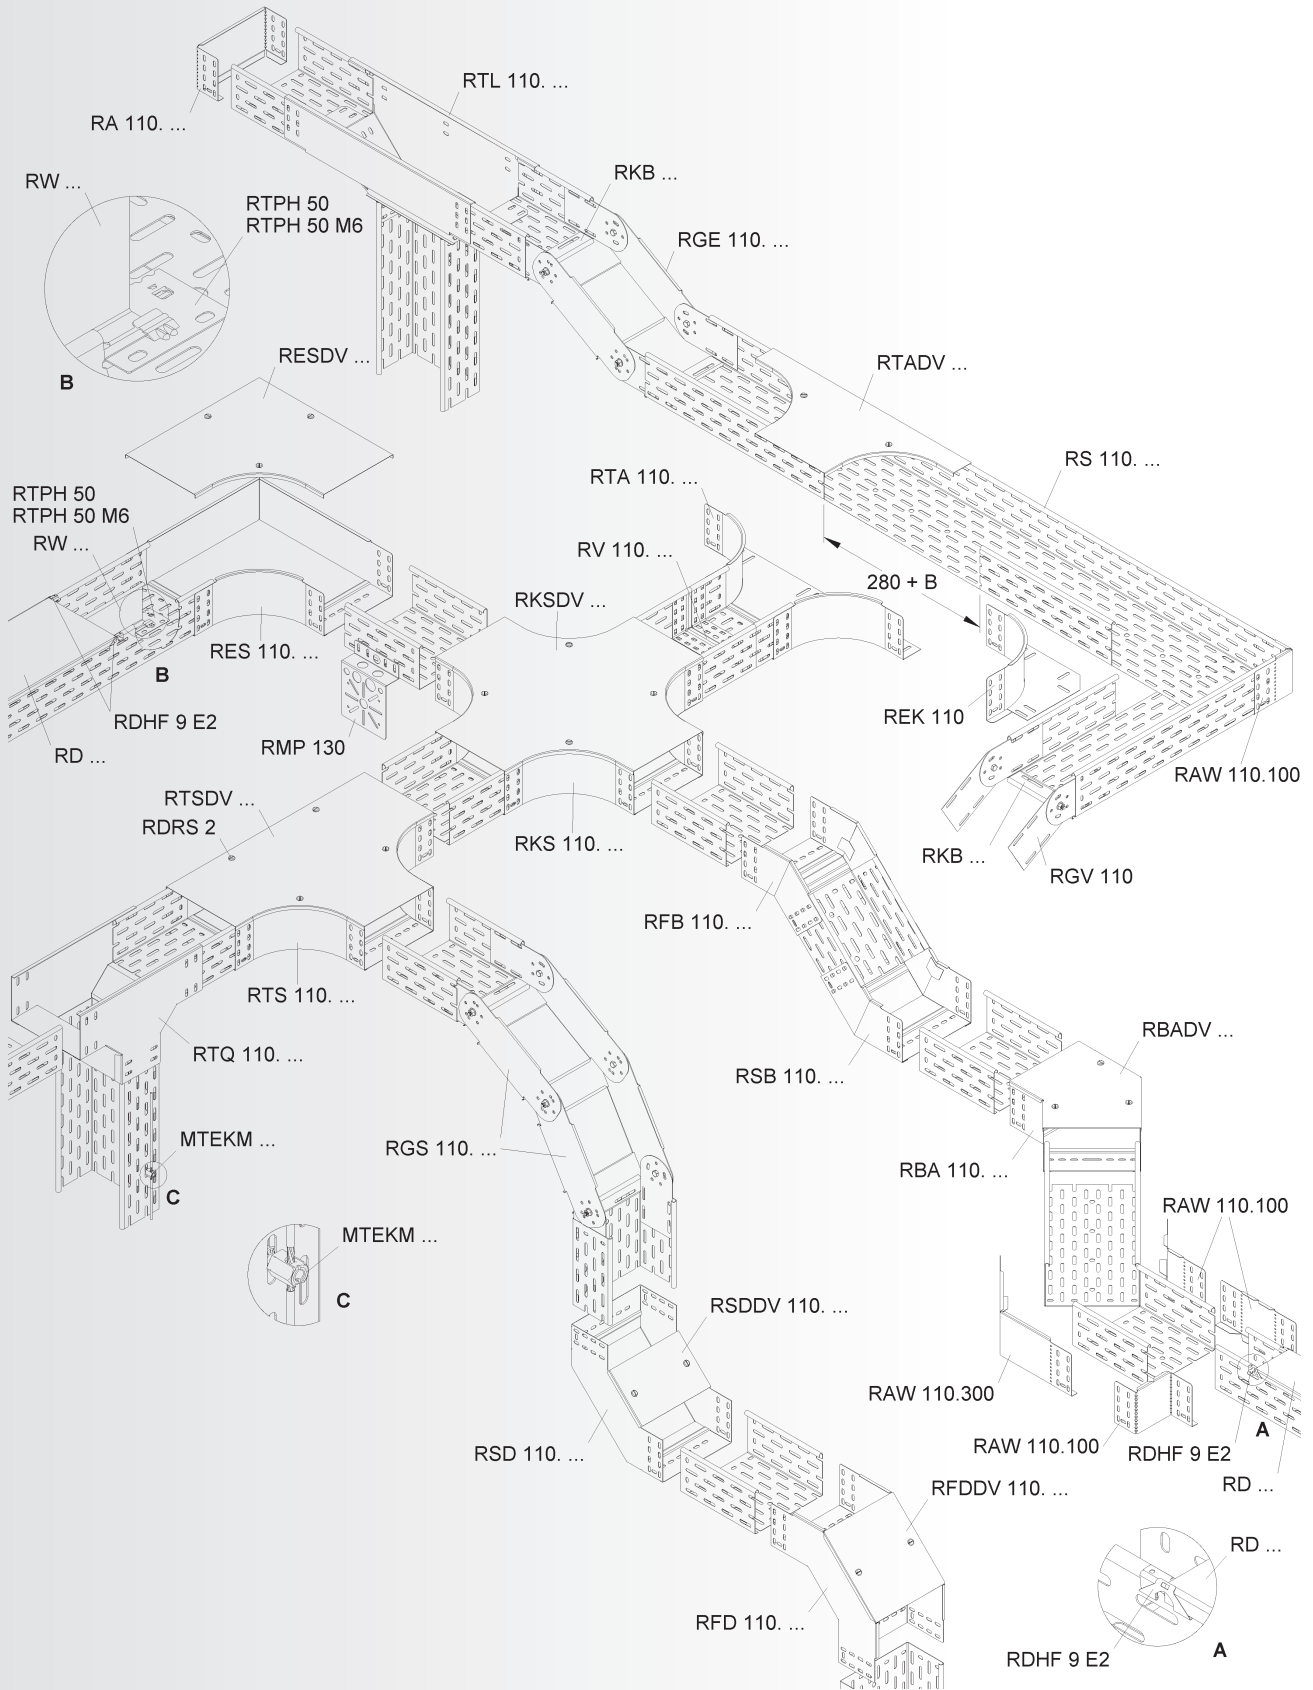 RTL 110. ...
RA 110. ...
RKB ...
RW ...
RTPH 50
RTPH 50 M6
RGE 110. ...
B
RESDV ...
RTADV ...
RS 110. ...
RTA 110. ...
RTPH 50
RTPH 50 M6
RW ...
RV 110. ...
280 + B
RKSDV ...
RES 110. ...
B
RDHF 9 E2
RD ...
RMP 130
REK 110
RAW 110.100
RTSDV ...
RDRS 2
RKS 110. ...
RKB ...
RGV 110
RFB 110. ...
RTS 110. ...
RTQ 110. ...
RBADV ...
RSB 110. ...
MTEKM ...
C
RGS 110. ...
RBA 110. ...
RAW 110.100
MTEKM ...
C
RSDDV 110. ...
RAW 110.300
RSD 110. ...
RAW 110.100
RDHF 9 E2
A
RD ...
RFDDV 110. ...
RD ...
RFD 110. ...
RDHF 9 E2
A